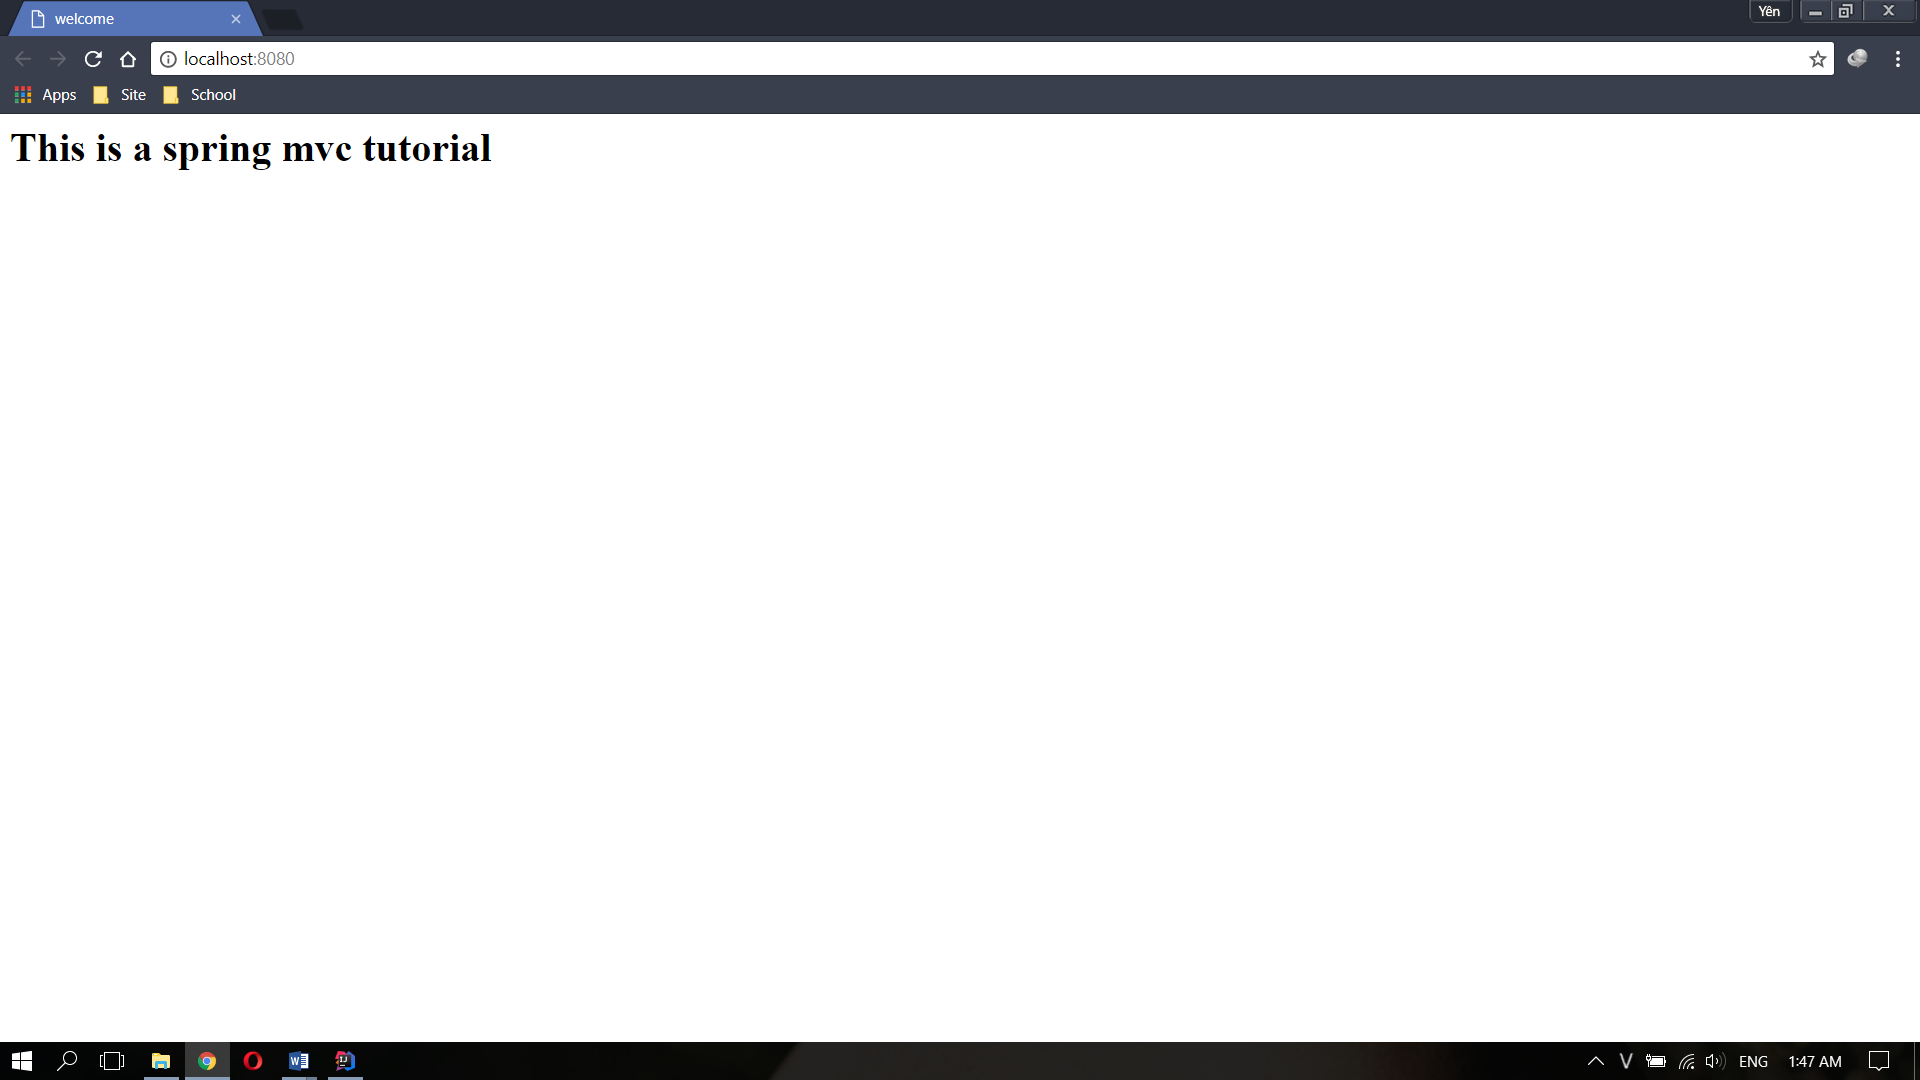 welcome
Yên
localhost:8080
Apps Site School
This is a spring mvc tutorial
ENG 1:47 AM